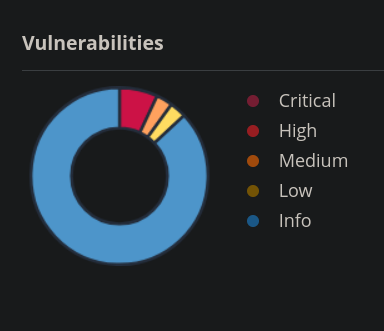 Vulnerabilities
Critical
High
Medium
Low
Info